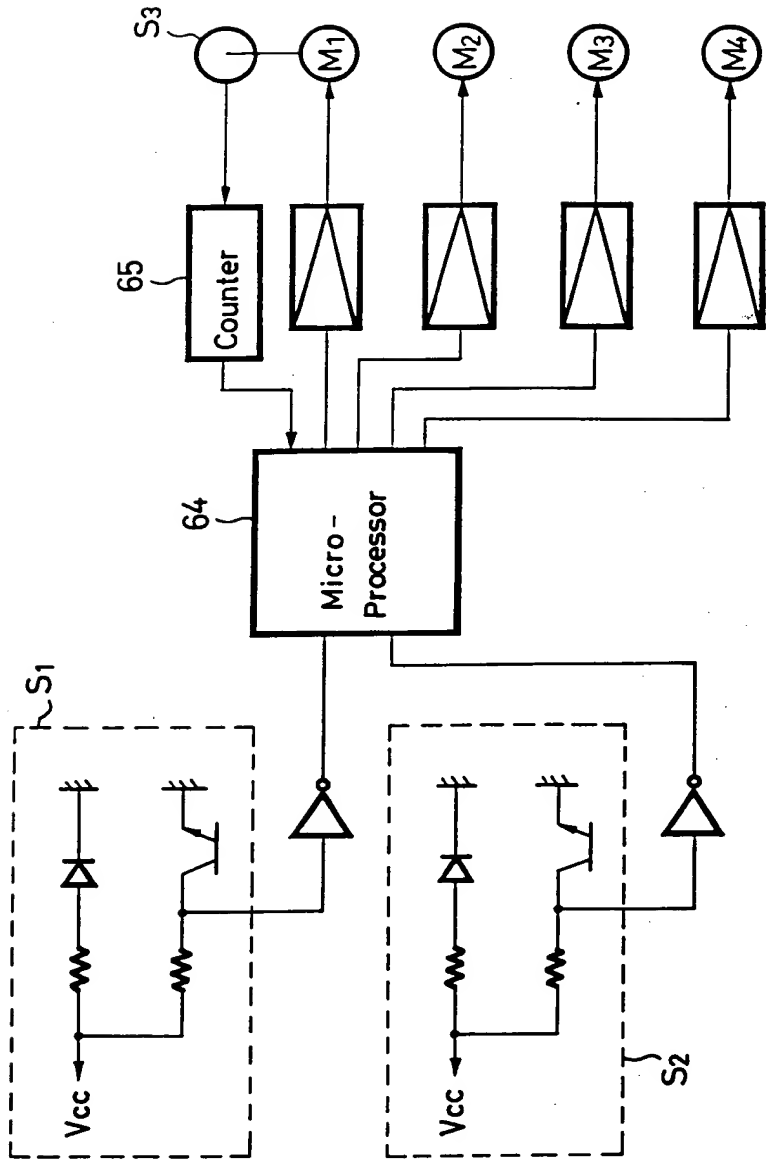 S1
Vcc
S2
Vcc
64
Micro-
Processor
65
Counter
S3
M1
M2
M3
M4